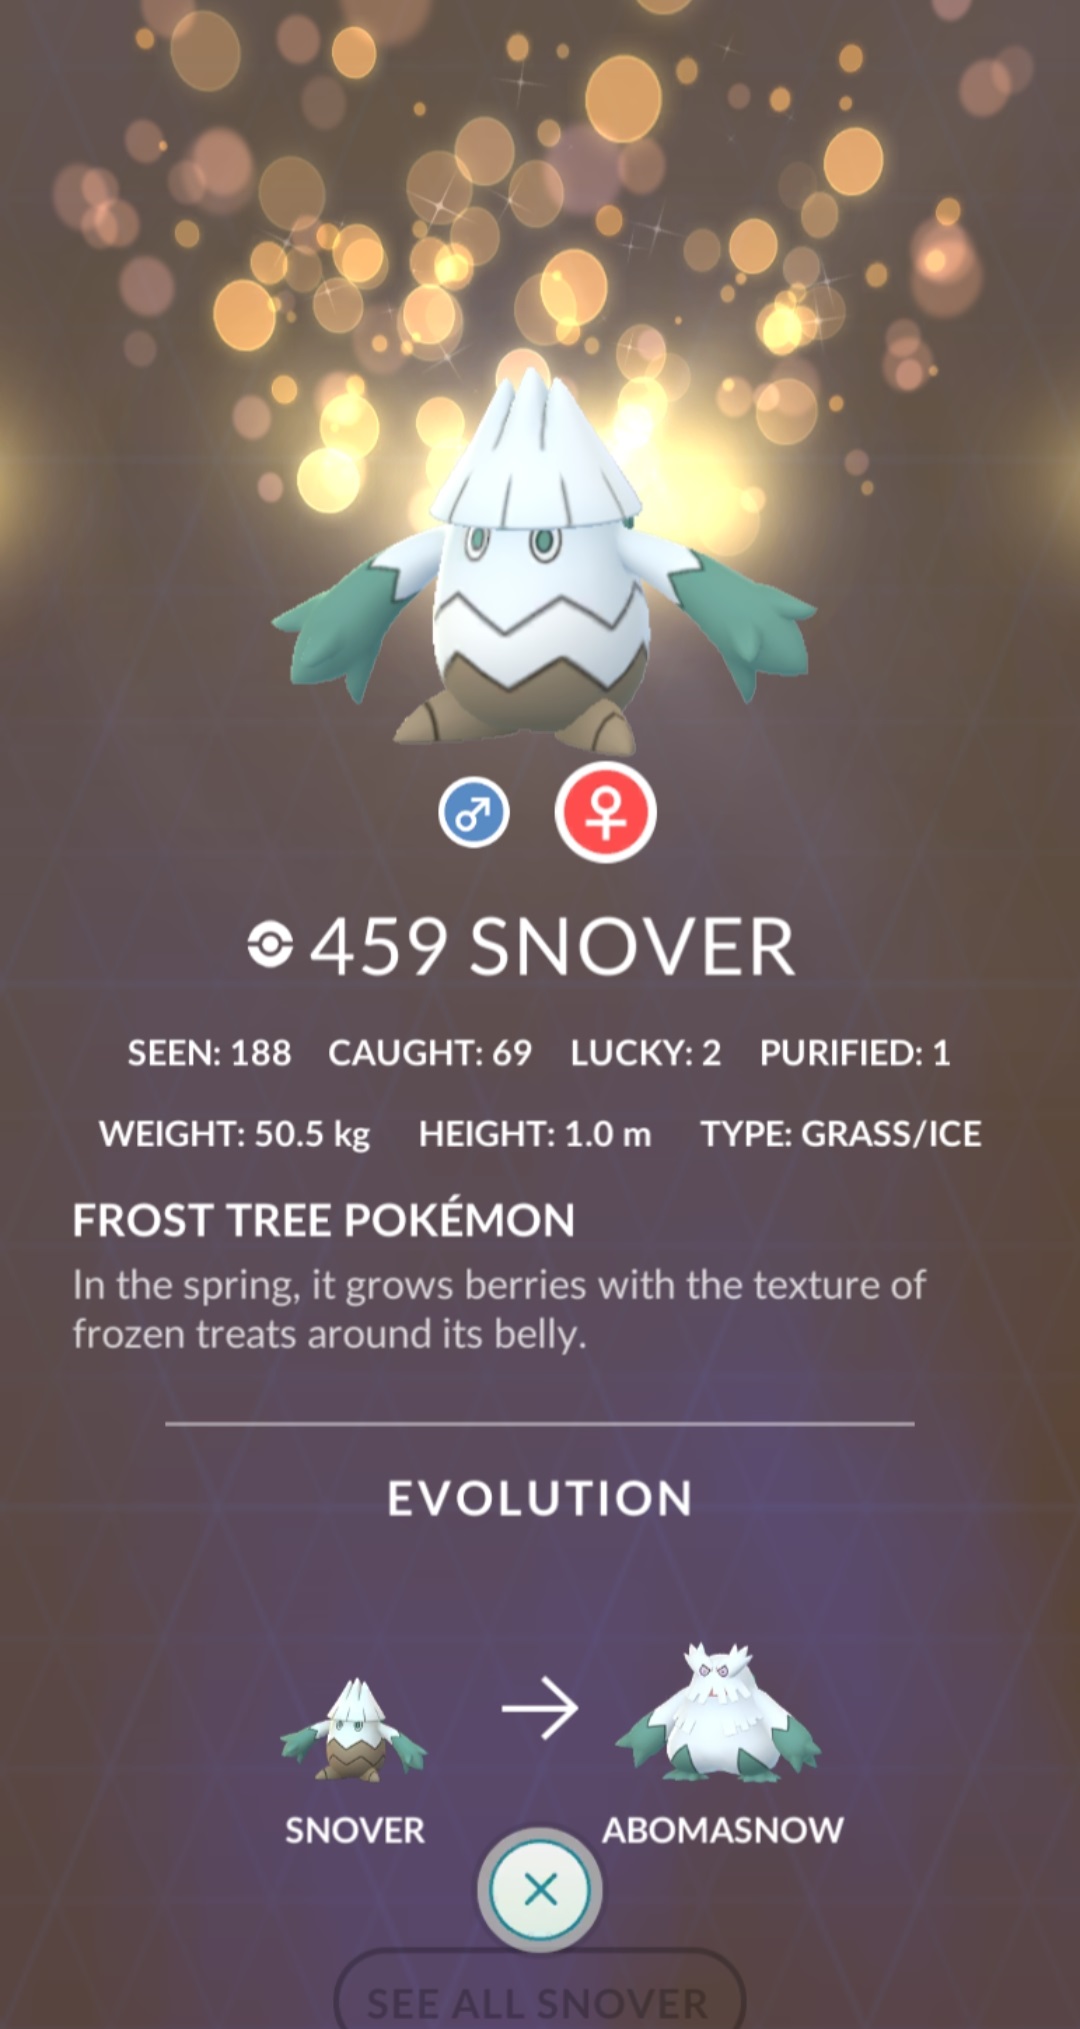 459 SNOVER
SEEN: 188 CAUGHT: 69 LUCKY: 2 PURIFIED: 1
WEIGHT: 50.5 kg HEIGHT: 1.0 m TYPE: GRASS/ICE
FROST TREE POKÉMON
In the spring, it grows berries with the texture of
frozen treats around its belly.
EVOLUTION
SNOVER ABOMASNOW
SEE ALL SNOVER